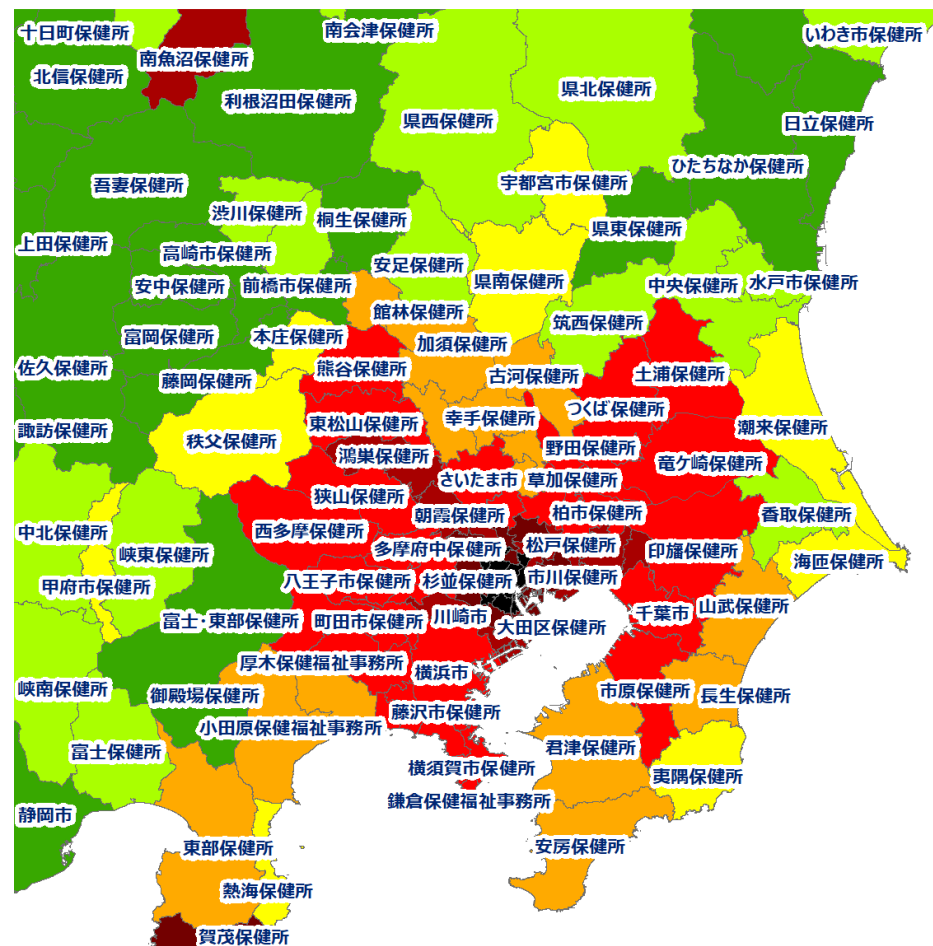 十日町保健所
南会津保健所
いわき市保健所
南魚沼保健所
北信保健所
県北保健所
利根沼田保健所
県西保健所
日立保健所
ひたちなか保健所
吾妻保健所
宇都宮市保健所
渋川保健所
桐生保健所
県東保健所
上田保健所
高崎市保健所
安足保健所
安中保健所
前橋市保健所
県南保健所
中央保健所
水戸市保健所
館林保健所
筑西保健所
富岡保健所
本庄保健所
加須保健所
佐久保健所
熊谷保健所
土浦保健所
藤岡保健所
古河保健所
つくば保健所
諏訪保健所
東松山保健所
幸手保健所
潮来保健所
秩父保健所
野田保健所
鴻巣保健所
竜ケ崎保健所
さいたま市
草加保健所
狭山保健所
朝霞保健所
柏市保健所
香取保健所
中北保健所
西多摩保健所
峡東保健所
多摩府中保健所
松戸保健所
印旛保健所
海匝保健所
甲府市保健所
八王子市保健所
杉並保健所
市川保健所
富士・東部保健所
町田市保健所
川崎市
大田区保健所
千葉市
山武保健所
厚木保健福祉事務所
横浜市
峡南保健所
御殿場保健所
市原保健所
長生保健所
藤沢市保健所
小田原保健福祉事務所
富士保健所
君津保健所
横須賀市保健所
夷隅保健所
鎌倉保健福祉事務所
静岡市
東部保健所
安房保健所
熱海保健所
賀茂保健所